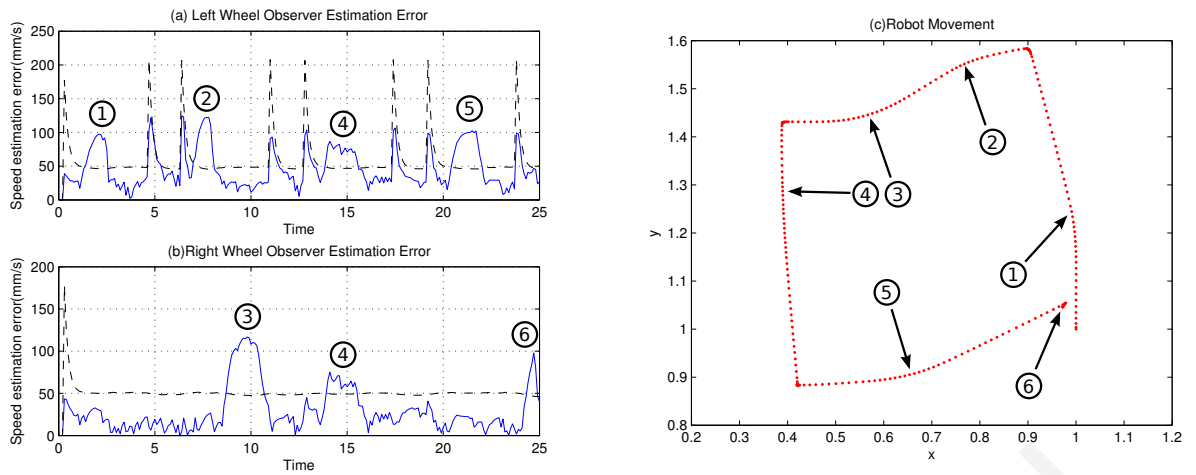 (a) Left Wheel Observer Estimation Error
Speed estimation error(mm/s)
250
200
150
100
50
0
1
2
4
5
0 5 10 15 20 25
Time
(b)Right Wheel Observer Estimation Error
Speed estimation error(mm/s)
200
150
100
50
0
3
4
6
0 5 10 15 20 25
Time
(c)Robot Movement
y
1.6
1.5
1.4
1.3
1.2
1.1
1
0.9
0.8
2
4 3
1
5
6
0.2 0.3 0.4 0.5 0.6 0.7 0.8 0.9 1 1.1 1.2
x